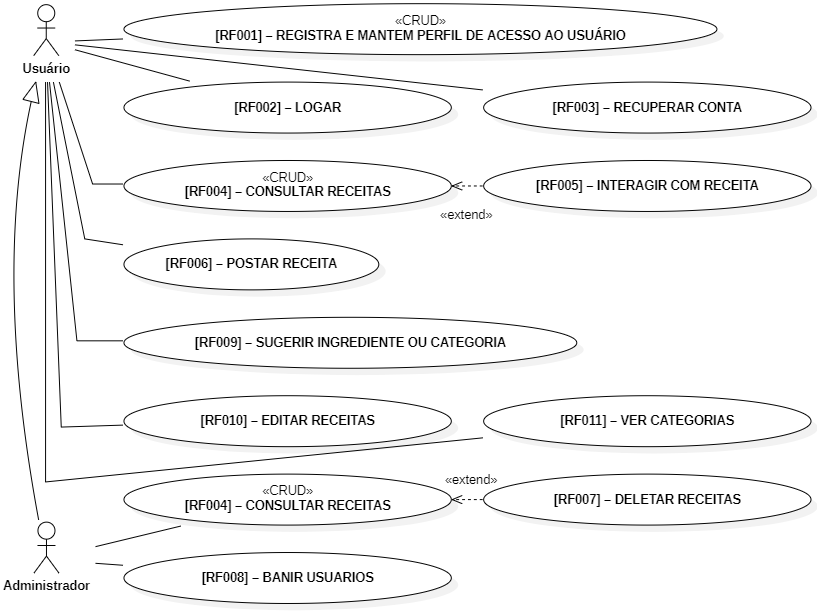 «CRUD»
[RF001] – REGISTRA E MANTEM PERFIL DE ACESSO AO USUÁRIO
Usuário
[RF002] – LOGAR
[RF003] – RECUPERAR CONTA
«CRUD»
[RF004] – CONSULTAR RECEITAS
[RF005] – INTERAGIR COM RECEITA
«extend»
[RF006] – POSTAR RECEITA
[RF009] – SUGERIR INGREDIENTE OU CATEGORIA
[RF010] – EDITAR RECEITAS
[RF011] – VER CATEGORIAS
«CRUD»
[RF004] – CONSULTAR RECEITAS
«extend»
[RF007] – DELETAR RECEITAS
Administrador
[RF008] – BANIR USUARIOS